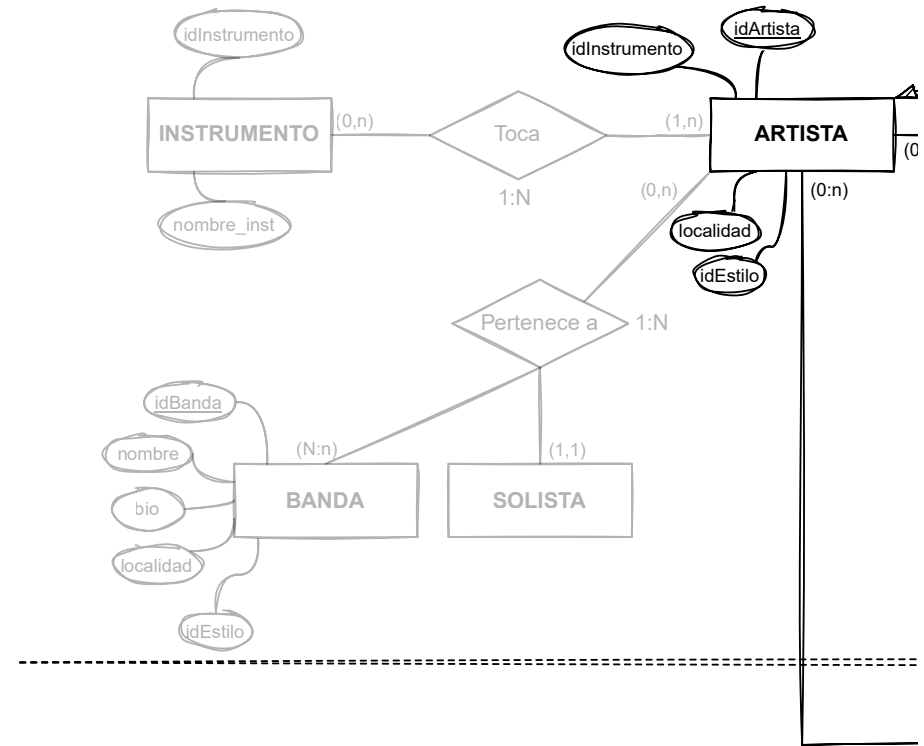 idInstrumento
idArtista
idInstrumento
INSTRUMENTO
(0,n)
Toca
(1,n)
ARTISTA
(0
1:N
(0,n)
(0:n)
nombre_inst
localidad
idEstilo
Pertenece a
1:N
idBanda
nombre
(N:n)
(1,1)
BANDA
SOLISTA
bio
localidad
idEstilo